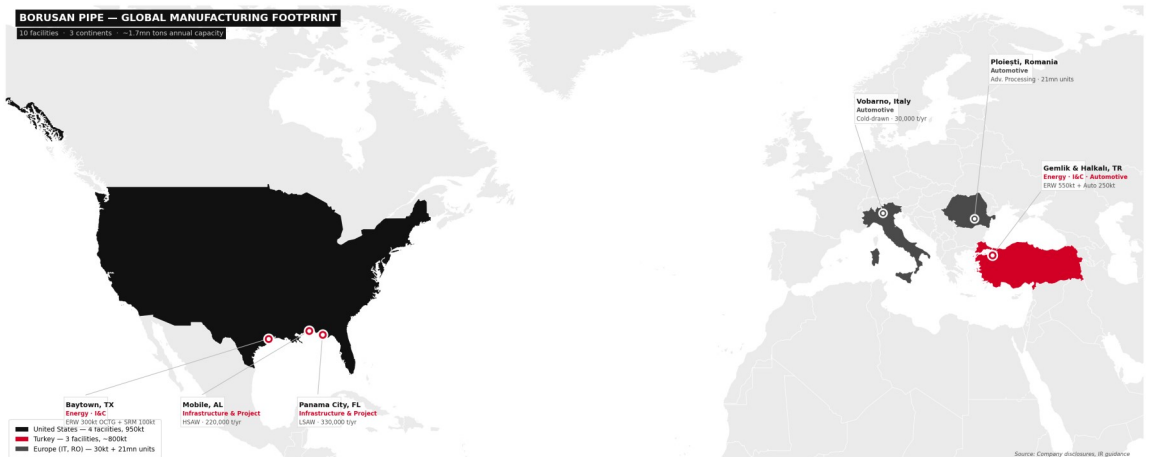 BORUSAN PIPE — GLOBAL MANUFACTURING FOOTPRINT
10 facilities · 3 continents · ~1.7mn tons annual capacity
Ploiești, Romania
Automotive
Adv. Processing · 21mn units
Vobarno, Italy
Automotive
Cold-drawn · 30,000 t/yr
Gemlik & Halkalı, TR
Energy · I&C · Automotive
ERW 550kt + Auto 250kt
Baytown, TX
Energy · I&C
ERW 300kt OCTG + SRM 100kt
Mobile, AL
Infrastructure & Project
HSAW · 220,000 t/yr
Panama City, FL
Infrastructure & Project
LSAW · 330,000 t/yr
United States — 4 facilities, 950kt
Turkey — 3 facilities, ~800kt
Europe (IT, RO) — 30kt + 21mn units
Source: Company disclosures, IR guidance